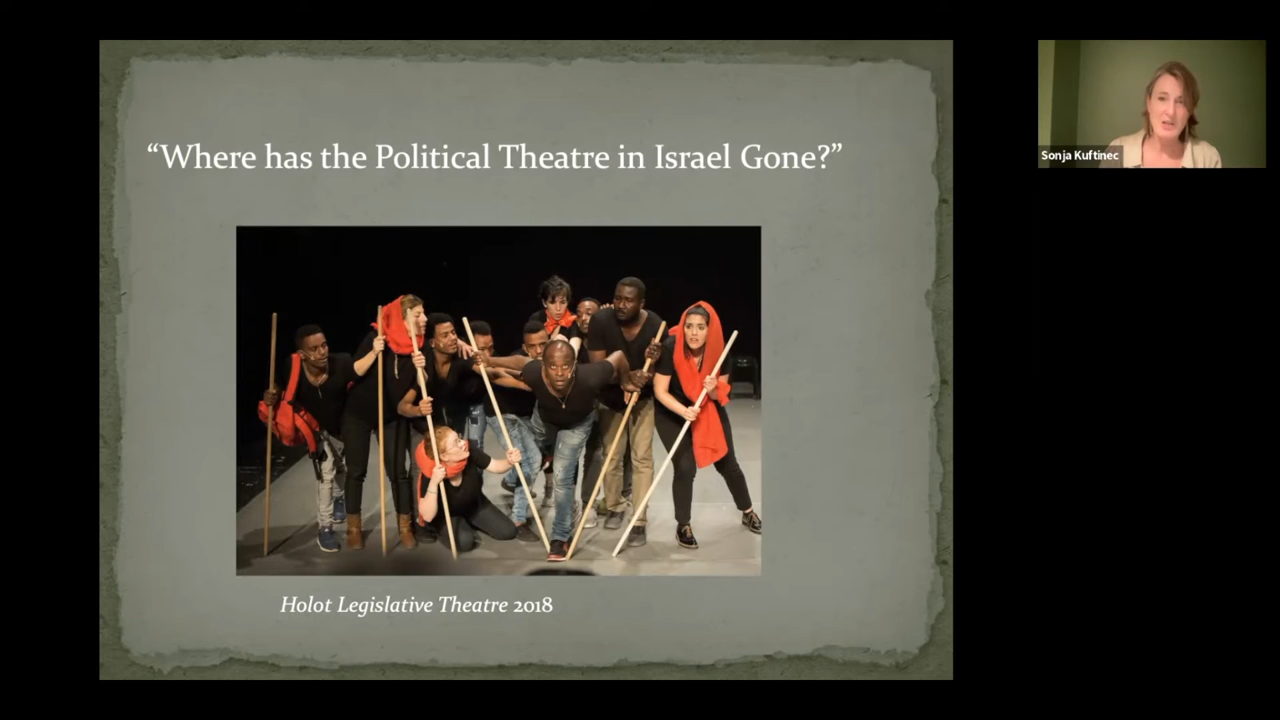 “Where has the Political Theatre in Israel Gone?”
Holot Legislative Theatre 2018
Sonja Kuftinec